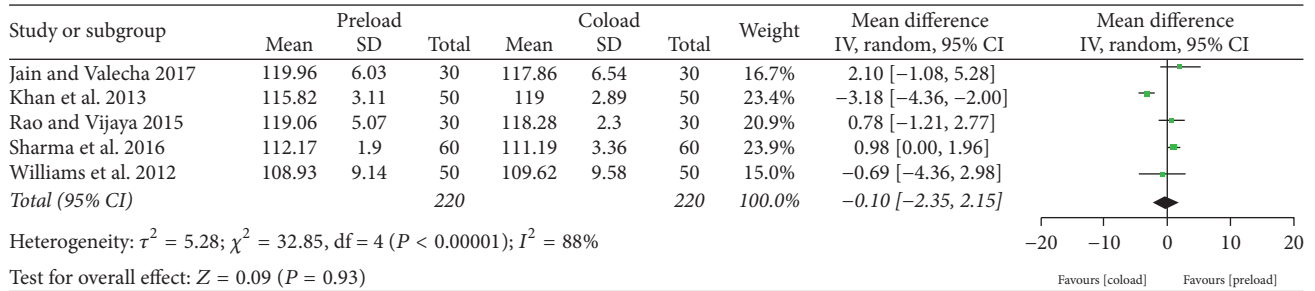 Study or subgroup Preload Coload Weight Mean difference Mean difference
Mean SD Total Mean SD Total IV, random, 95% CI IV, random, 95% CI
Jain and Valecha 2017 119.96 6.03 30 117.86 6.54 30 16.7% 2.10 [−1.08, 5.28]
Khan et al. 2013 115.82 3.11 50 119 2.89 50 23.4% −3.18 [−4.36, −2.00]
Rao and Vijaya 2015 119.06 5.07 30 118.28 2.3 30 20.9% 0.78 [−1.21, 2.77]
Sharma et al. 2016 112.17 1.9 60 111.19 3.36 60 23.9% 0.98 [0.00, 1.96]
Williams et al. 2012 108.93 9.14 50 109.62 9.58 50 15.0% −0.69 [−4.36, 2.98]
Total (95% CI) 220 220 100.0% −0.10 [−2.35, 2.15]
Heterogeneity: τ² = 5.28; χ² = 32.85, df = 4 (P < 0.00001); I² = 88%
Test for overall effect: Z = 0.09 (P = 0.93)
−20 −10 0 10 20
Favours [coload] Favours [preload]